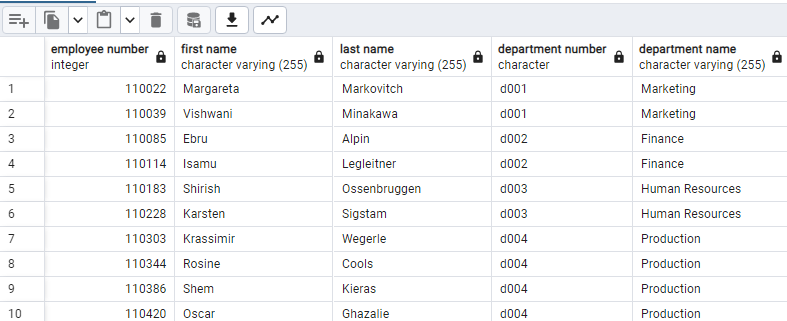 employee number first name last name department number department name
integer character varying (255) character varying (255) character character varying (255)
1 110022 Margareta Markovitch d001 Marketing
2 110039 Vishwani Minakawa d001 Marketing
3 110085 Ebru Alpin d002 Finance
4 110114 Isamu Legleitner d002 Finance
5 110183 Shirish Ossenbruggen d003 Human Resources
6 110228 Karsten Sigstam d003 Human Resources
7 110303 Krassimir Wegerle d004 Production
8 110344 Rosine Cools d004 Production
9 110386 Shem Kieras d004 Production
10 110420 Oscar Ghazalie d004 Production